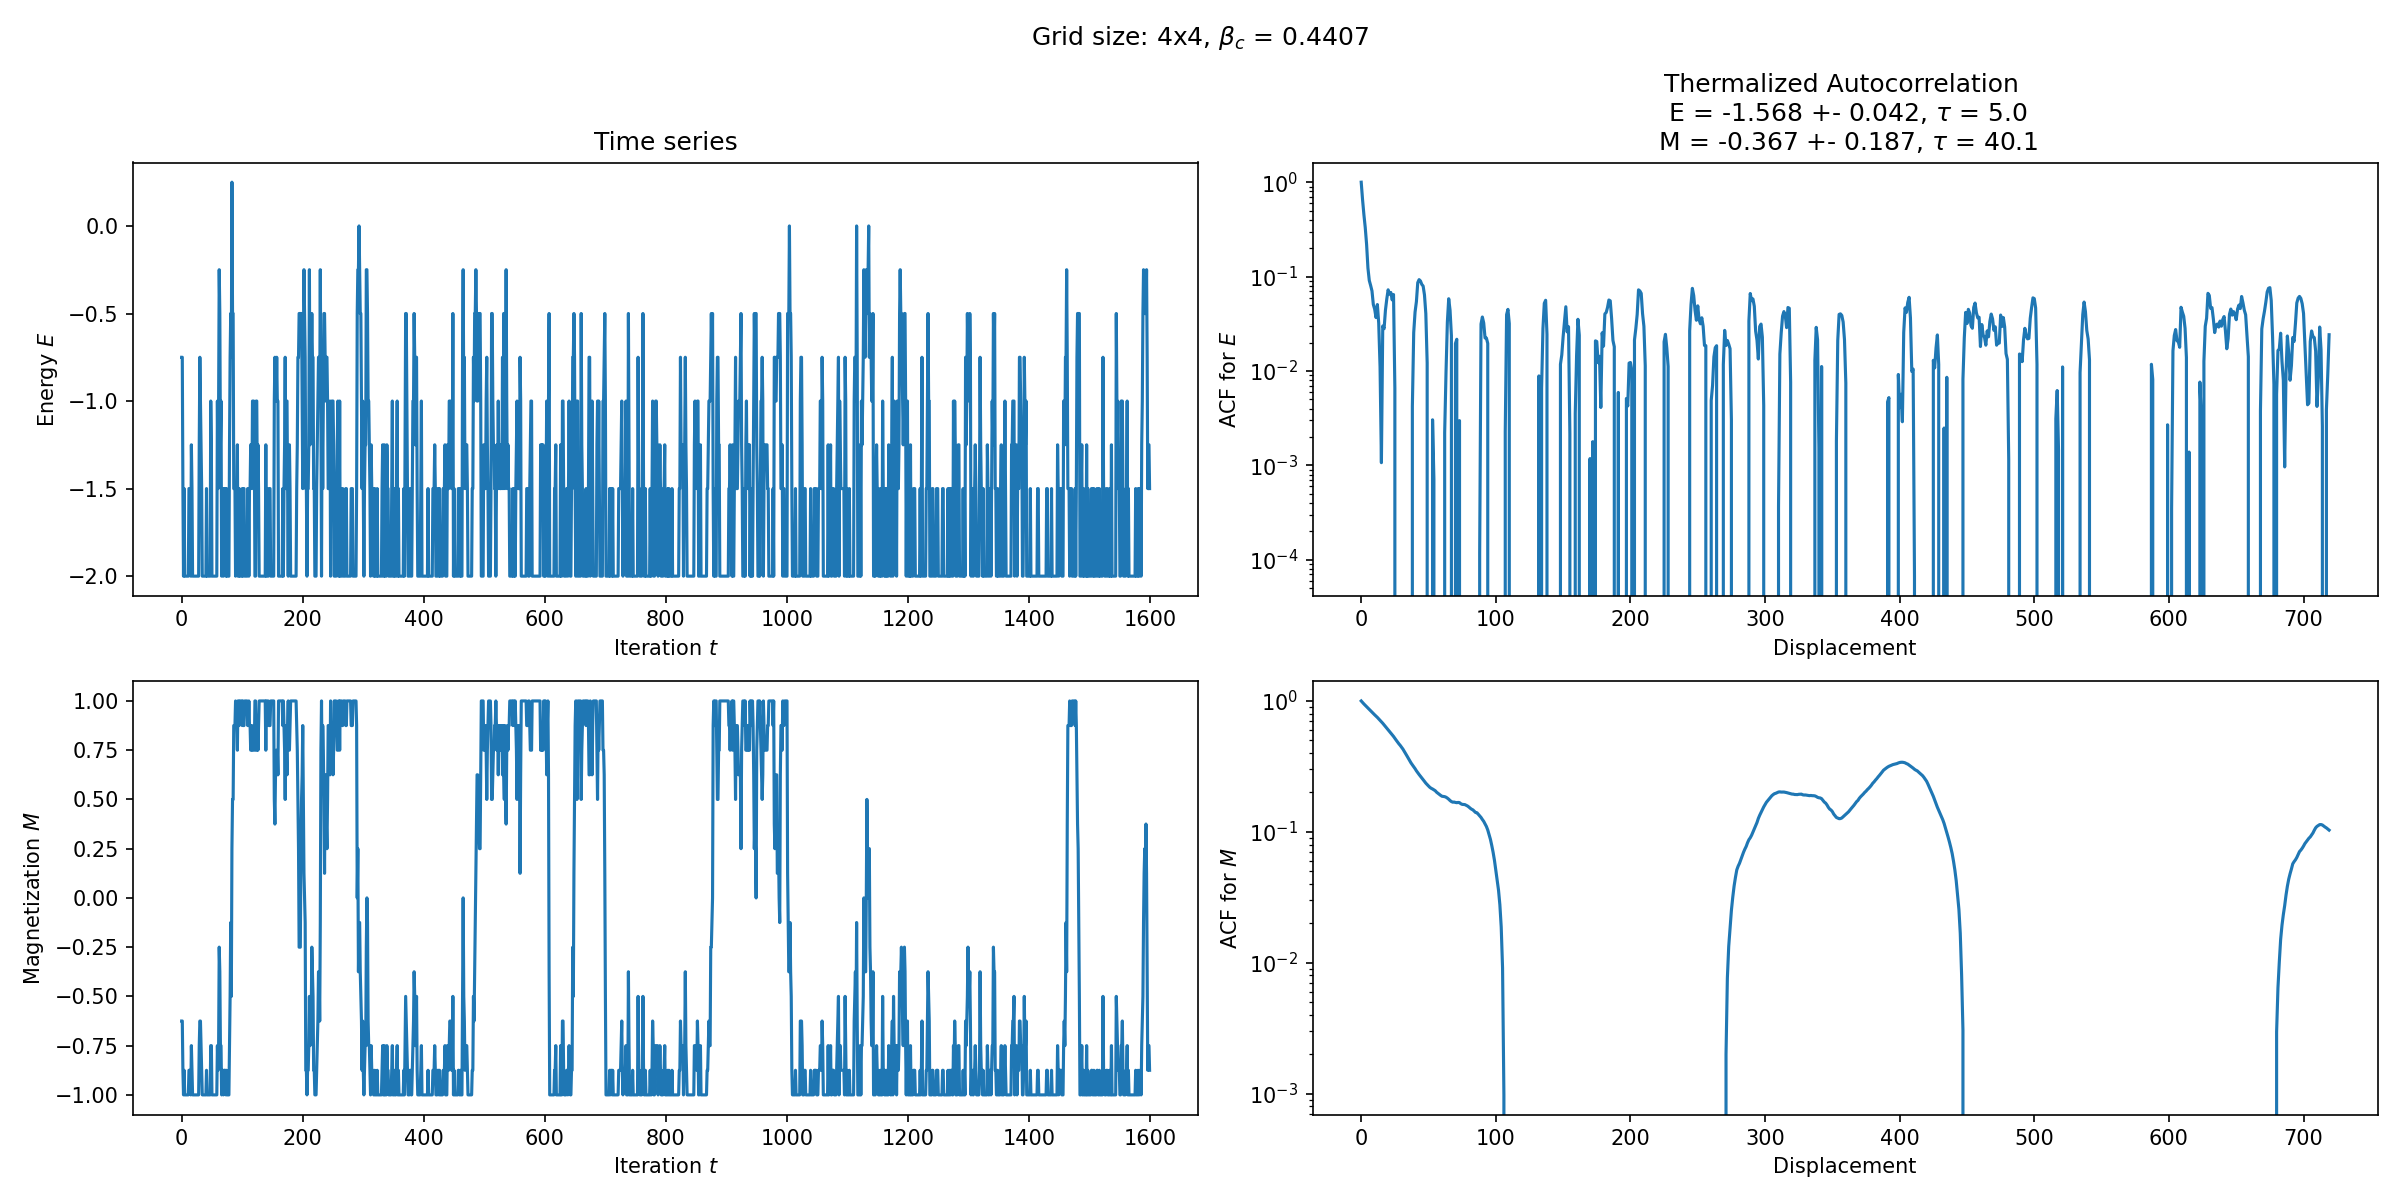 Grid size: 4x4, βc = 0.4407
Time series
Thermalized Autocorrelation
E = -1.568 +- 0.042, τ = 5.0
M = -0.367 +- 0.187, τ = 40.1
Energy E
0.0
−0.5
−1.0
−1.5
−2.0
0 200 400 600 800 1000 1200 1400 1600
Iteration t
ACF for E
10^0
10^−1
10^−2
10^−3
10^−4
0 100 200 300 400 500 600 700
Displacement
Magnetization M
1.00
0.75
0.50
0.25
0.00
−0.25
−0.50
−0.75
−1.00
0 200 400 600 800 1000 1200 1400 1600
Iteration t
ACF for M
10^0
10^−1
10^−2
10^−3
0 100 200 300 400 500 600 700
Displacement